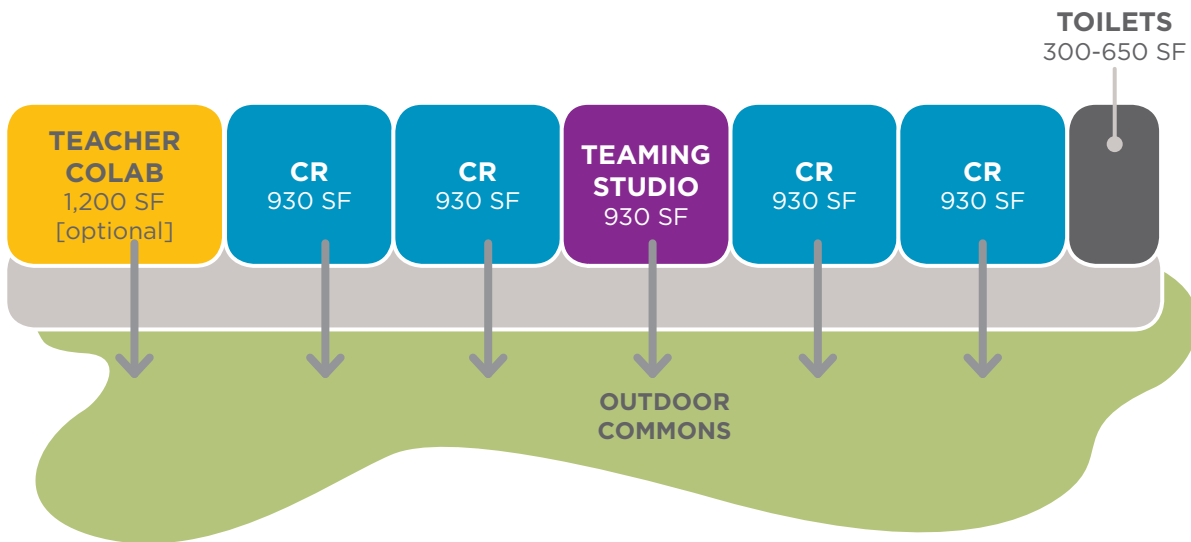 TOILETS
300-650 SF
TEACHER
COLAB
1,200 SF
[optional]
CR
930 SF
CR
930 SF
TEAMING
STUDIO
930 SF
CR
930 SF
CR
930 SF
OUTDOOR
COMMONS